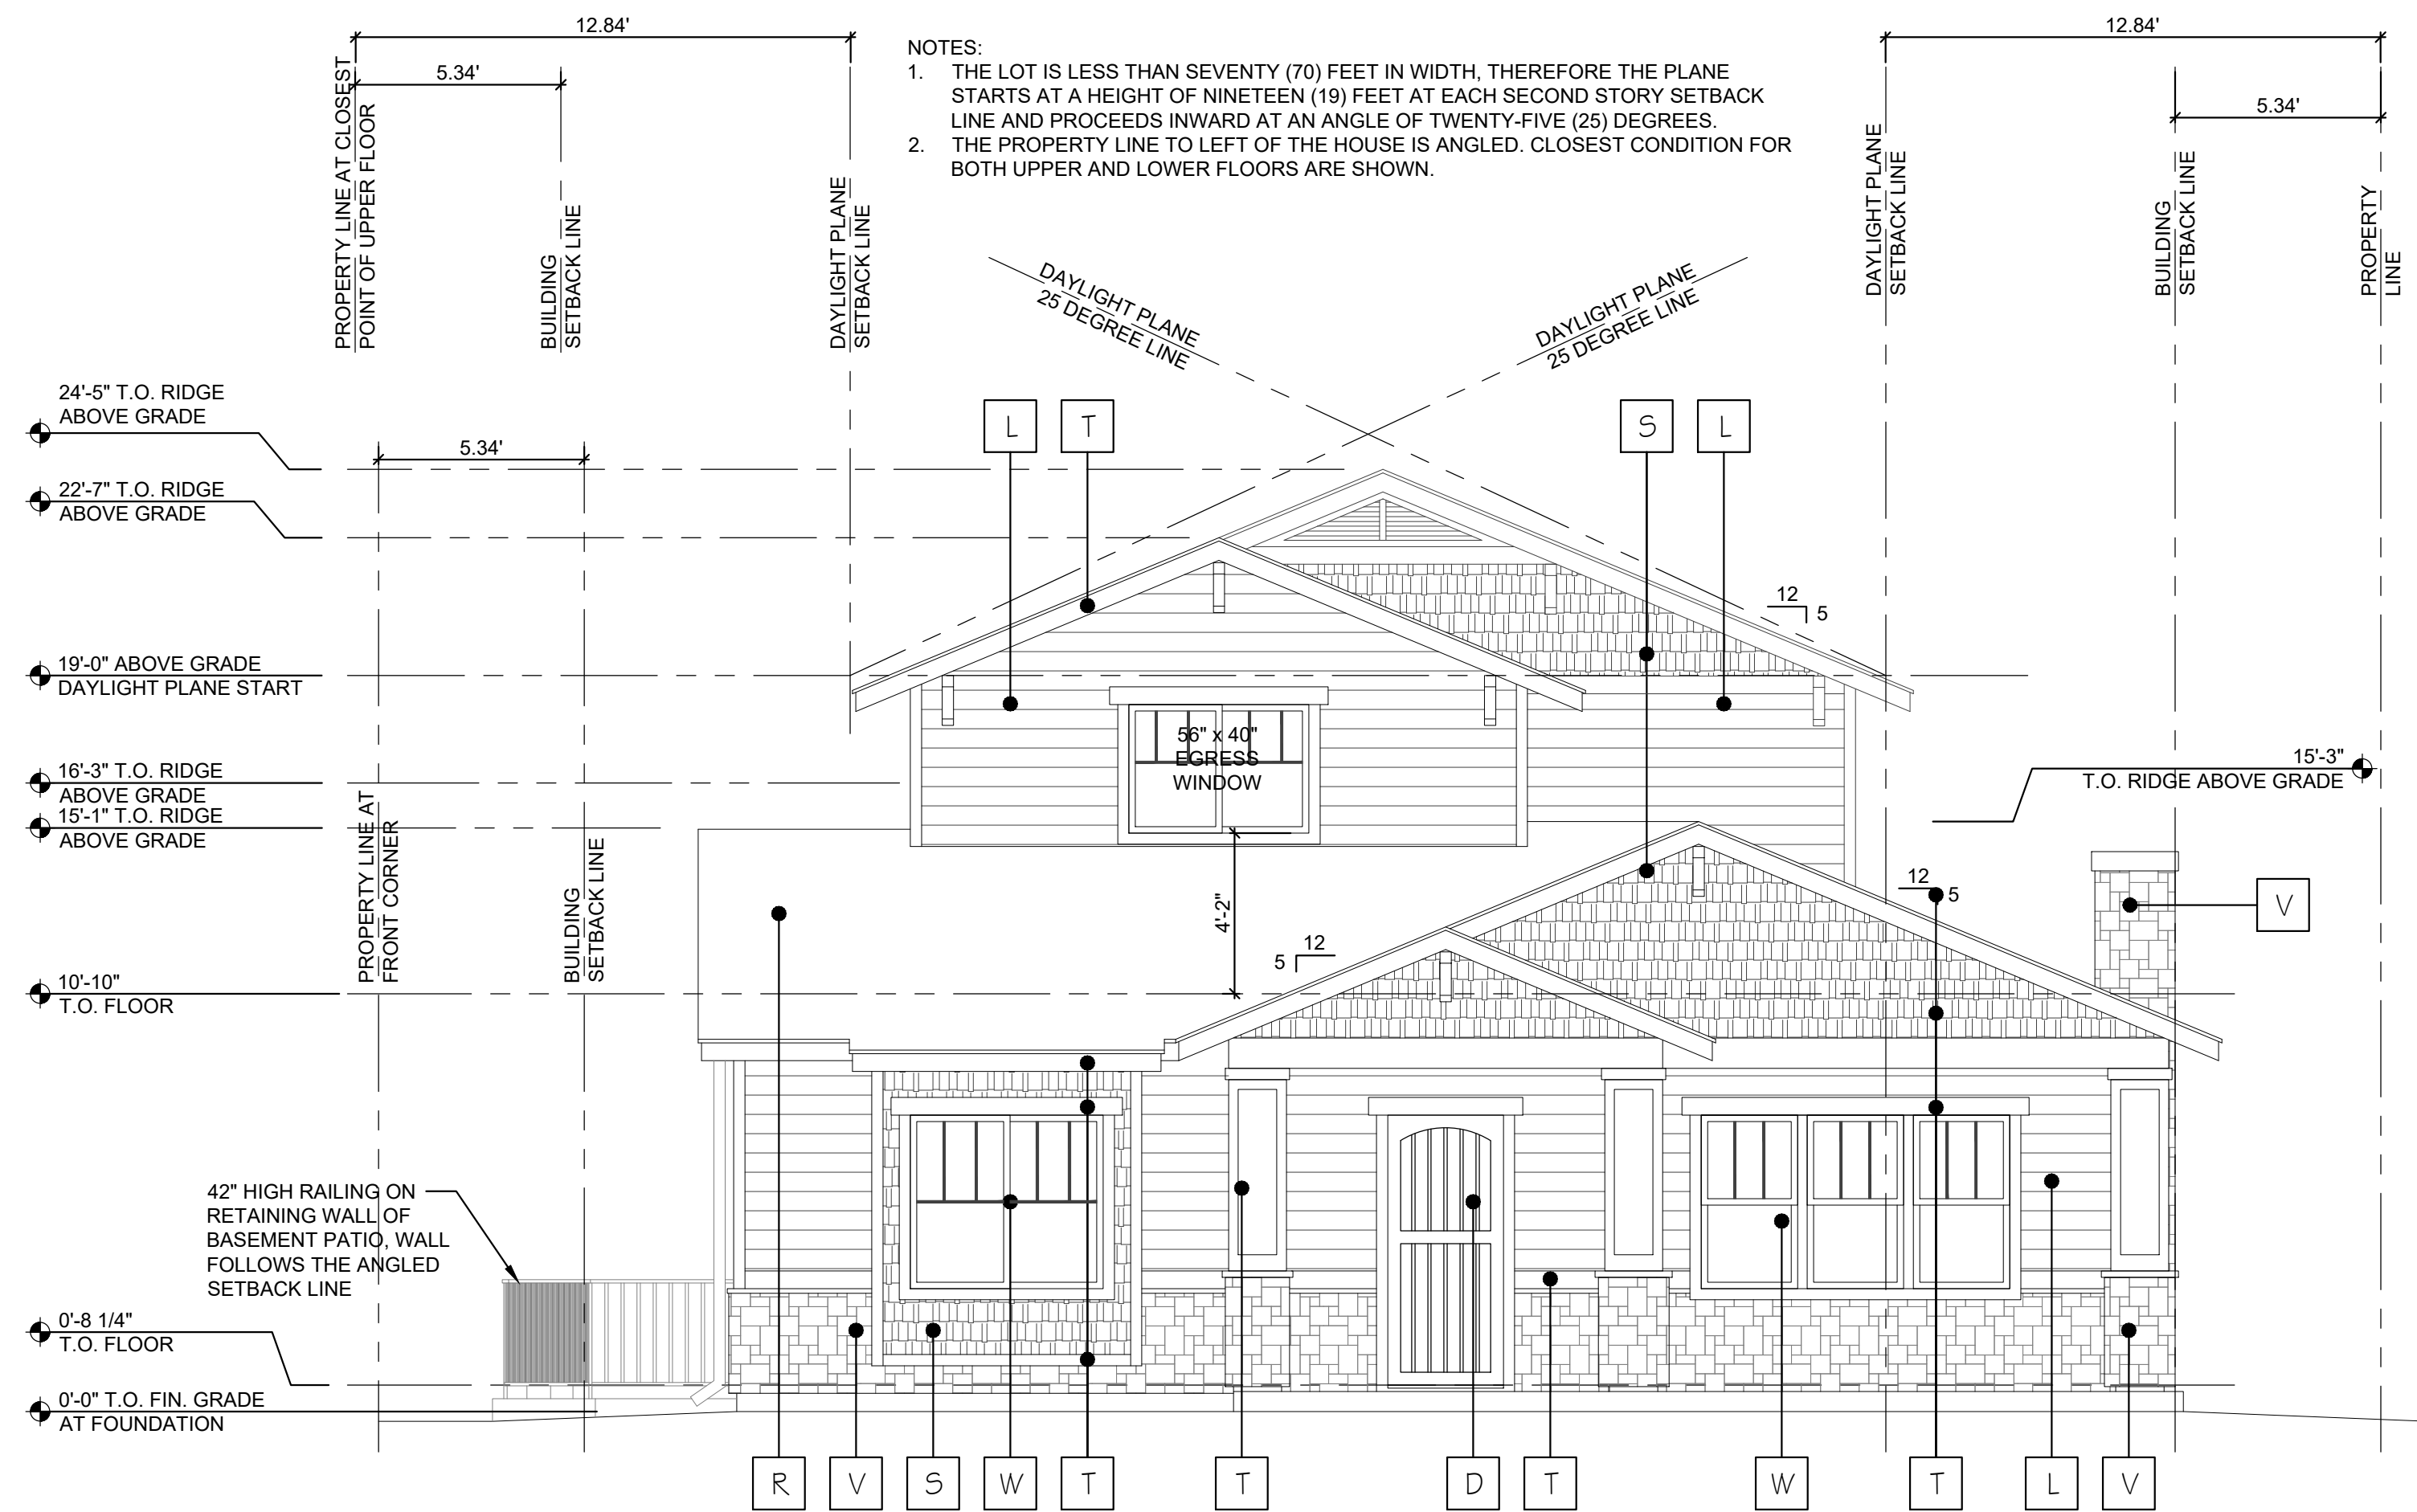 12.84'
5.34'
PROPERTY LINE AT CLOSEST
POINT OF UPPER FLOOR
BUILDING
SETBACK LINE
DAYLIGHT PLANE
SETBACK LINE
NOTES:
1. THE LOT IS LESS THAN SEVENTY (70) FEET IN WIDTH, THEREFORE THE PLANE
STARTS AT A HEIGHT OF NINETEEN (19) FEET AT EACH SECOND STORY SETBACK
LINE AND PROCEEDS INWARD AT AN ANGLE OF TWENTY-FIVE (25) DEGREES.
2. THE PROPERTY LINE TO LEFT OF THE HOUSE IS ANGLED. CLOSEST CONDITION FOR
BOTH UPPER AND LOWER FLOORS ARE SHOWN.
12.84'
5.34'
DAYLIGHT PLANE
SETBACK LINE
BUILDING
SETBACK LINE
PROPERTY
LINE
DAYLIGHT PLANE
25 DEGREE LINE
DAYLIGHT PLANE
25 DEGREE LINE
24'-5" T.O. RIDGE
ABOVE GRADE
5.34'
22'-7" T.O. RIDGE
ABOVE GRADE
L
T
S
L
12
5
19'-0" ABOVE GRADE
DAYLIGHT PLANE START
56" x 40"
EGRESS
WINDOW
16'-3" T.O. RIDGE
ABOVE GRADE
15'-1" T.O. RIDGE
ABOVE GRADE
15'-3"
T.O. RIDGE ABOVE GRADE
PROPERTY LINE AT
FRONT CORNER
BUILDING
SETBACK LINE
4'-2"
12
5
12
5
V
10'-10"
T.O. FLOOR
42" HIGH RAILING ON
RETAINING WALL OF
BASEMENT PATIO, WALL
FOLLOWS THE ANGLED
SETBACK LINE
0'-8 1/4"
T.O. FLOOR
0'-0" T.O. FIN. GRADE
AT FOUNDATION
R
V
S
W
T
T
D
T
W
T
L
V